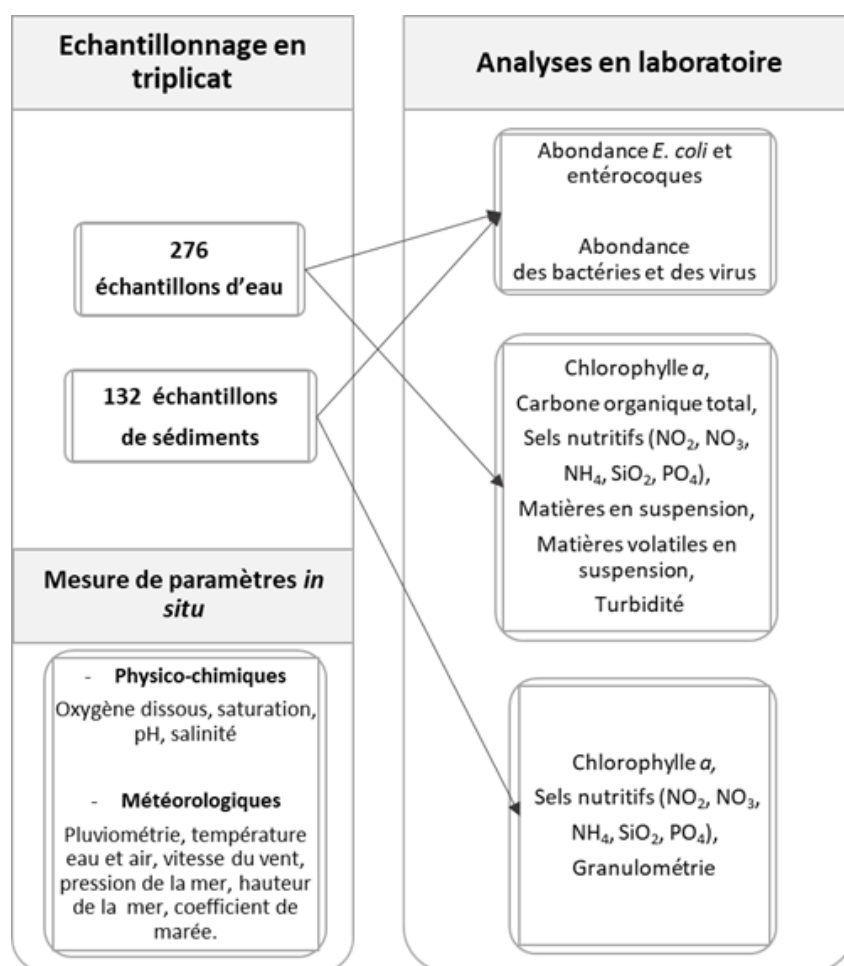 Echantillonnage en
triplicat
276
échantillons d’eau
132 échantillons
de sédiments
Mesure de paramètres in
situ
- Physico-chimiques
Oxygène dissous, saturation,
pH, salinité
- Météorologiques
Pluviométrie, température
eau et air, vitesse du vent,
pression de la mer, hauteur
de la mer, coefficient de
marée.
Analyses en laboratoire
Abondance E. coli et
entérocoques
Abondance
des bactéries et des virus
Chlorophylle a,
Carbone organique total,
Sels nutritifs (NO₂, NO₃,
NH₄, SiO₂, PO₄),
Matières en suspension,
Matières volatiles en
suspension,
Turbidité
Chlorophylle a,
Sels nutritifs (NO₂, NO₃,
NH₄, SiO₂, PO₄),
Granulométrie